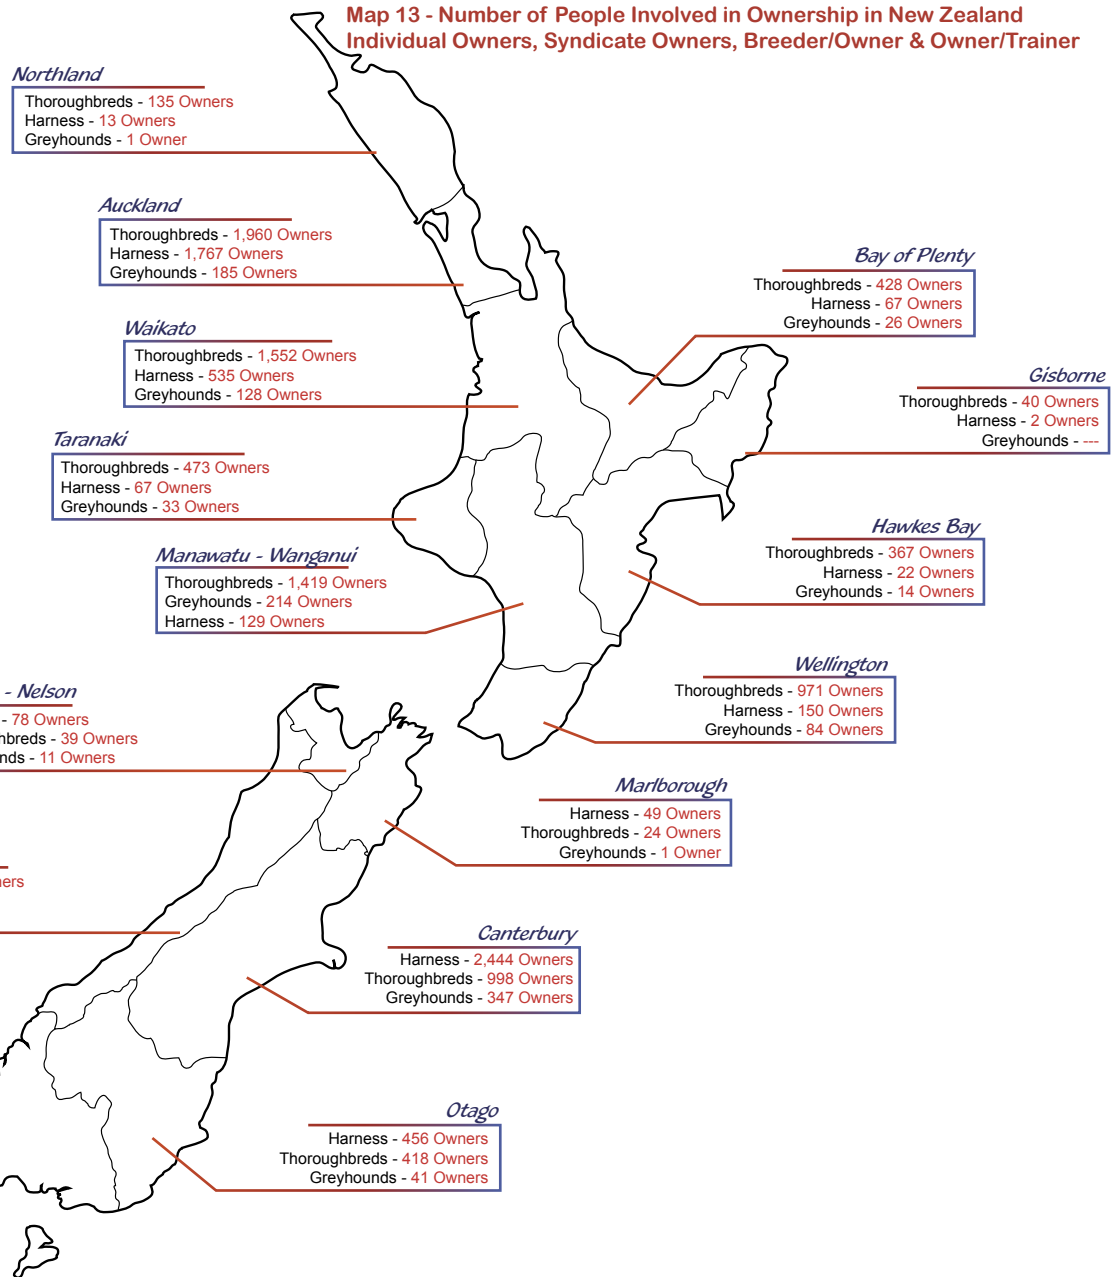 Map 13 - Number of People Involved in Ownership in New Zealand
Individual Owners, Syndicate Owners, Breeder/Owner & Owner/Trainer
Northland
Thoroughbreds - 135 Owners
Harness - 13 Owners
Greyhounds - 1 Owner
Auckland
Thoroughbreds - 1,960 Owners
Harness - 1,767 Owners
Greyhounds - 185 Owners
Bay of Plenty
Thoroughbreds - 428 Owners
Harness - 67 Owners
Greyhounds - 26 Owners
Waikato
Thoroughbreds - 1,552 Owners
Harness - 535 Owners
Greyhounds - 128 Owners
Gisborne
Thoroughbreds - 40 Owners
Harness - 2 Owners
Greyhounds - ---
Taranaki
Thoroughbreds - 473 Owners
Harness - 67 Owners
Greyhounds - 33 Owners
Hawkes Bay
Thoroughbreds - 367 Owners
Harness - 22 Owners
Greyhounds - 14 Owners
Manawatu - Wanganui
Thoroughbreds - 1,419 Owners
Greyhounds - 214 Owners
Harness - 129 Owners
Wellington
Thoroughbreds - 971 Owners
Harness - 150 Owners
Greyhounds - 84 Owners
- Nelson
- 78 Owners
hbreds - 39 Owners
nds - 11 Owners
Marlborough
Harness - 49 Owners
Thoroughbreds - 24 Owners
Greyhounds - 1 Owner
ners
Canterbury
Harness - 2,444 Owners
Thoroughbreds - 998 Owners
Greyhounds - 347 Owners
Otago
Harness - 456 Owners
Thoroughbreds - 418 Owners
Greyhounds - 41 Owners